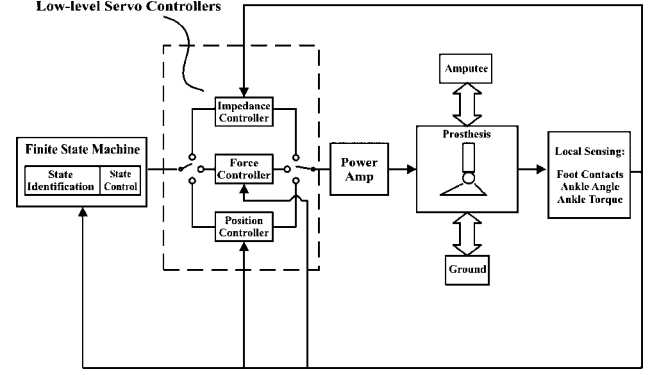 Low-level Servo Controllers
Amputee
Impedance
Controller
Prosthesis
Finite State Machine
State
Identification
State
Control
Force
Controller
Power
Amp
Local Sensing:
Foot Contacts
Ankle Angle
Ankle Torque
Position
Controller
Ground